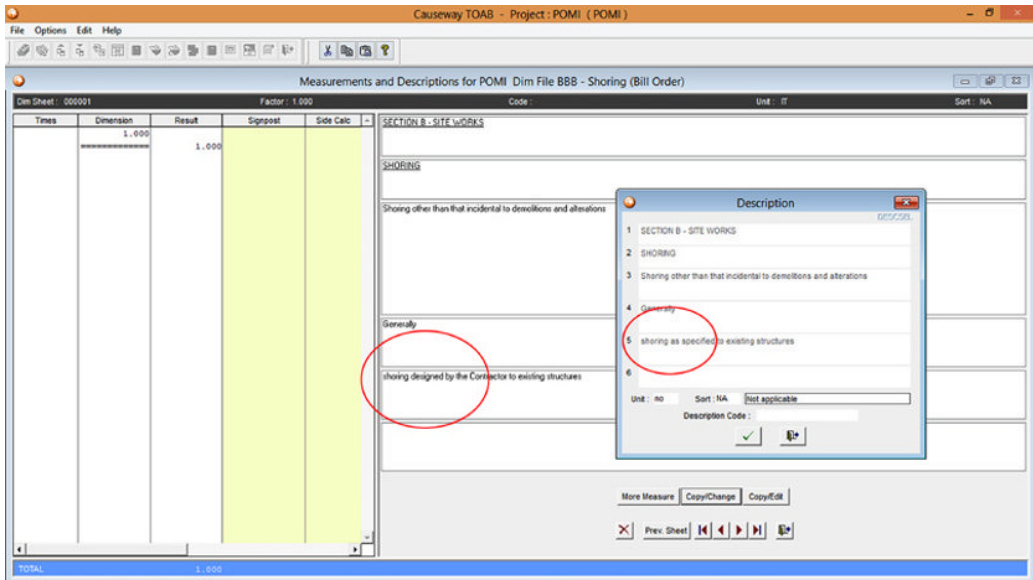 Causeway TOAB - Project : POMI ( POMI )
File Options Edit Help
Measurements and Descriptions for POMI Dim File BBB - Shoring (Bill Order)
Dim Sheet : 000001 Factor : 1.000 Code : Unit : IT Sort : NA
Times Dimension Result Signpost Side Calc
1.000
=============
1.000
SECTION B - SITE WORKS
SHORING
Shoring other than that incidental to demolitions and alterations
Generally
shoring designed by the Contractor to existing structures
Description
DESCSEL
1 SECTION B - SITE WORKS
2 SHORING
3 Shoring other than that incidental to demolitions and alterations
4 Generally
5 shoring as specified to existing structures
6
Unit : no Sort : NA Not applicable
Description Code :
More Measure Copy/Change Copy/Edit
Prev. Sheet
TOTAL 1.000